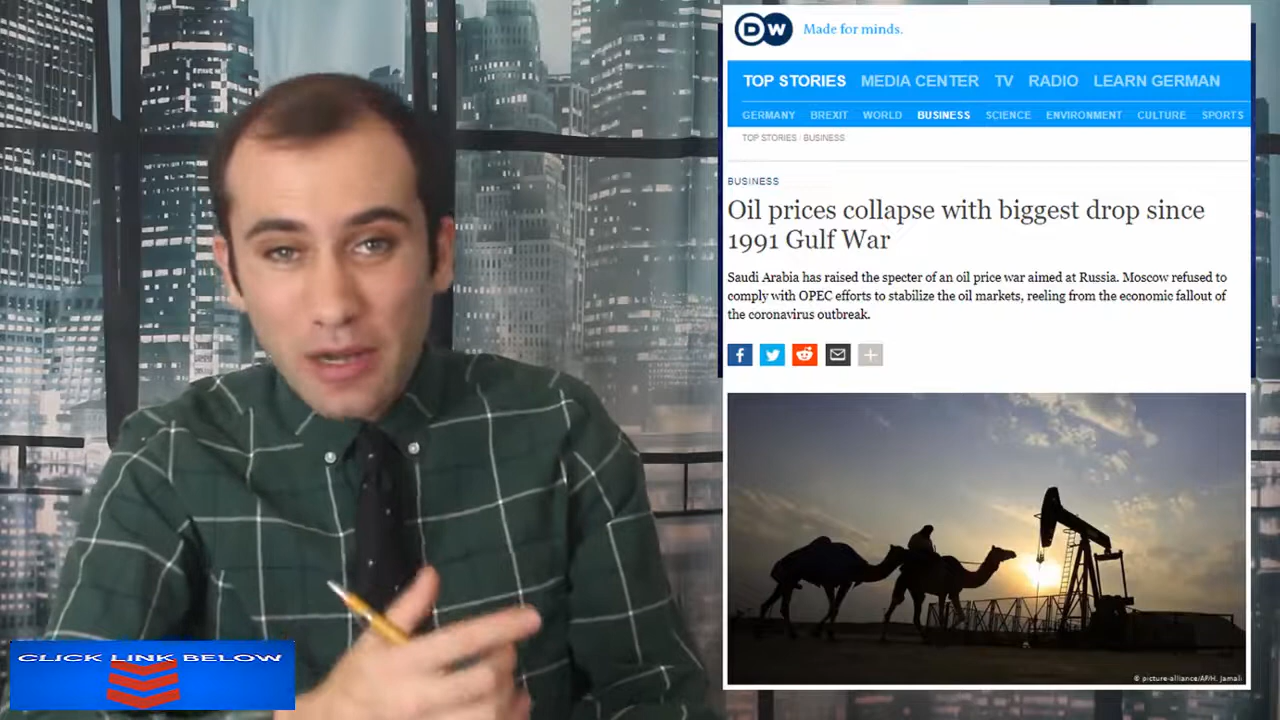 DW Made for minds.
TOP STORIES MEDIA CENTER TV RADIO LEARN GERMAN
GERMANY BREXIT WORLD BUSINESS SCIENCE ENVIRONMENT CULTURE SPORTS
TOP STORIES / BUSINESS
BUSINESS
Oil prices collapse with biggest drop since
1991 Gulf War
Saudi Arabia has raised the specter of an oil price war aimed at Russia. Moscow refused to
comply with OPEC efforts to stabilize the oil markets, reeling from the economic fallout of
the coronavirus outbreak.
© picture-alliance/AP/H. Jamali
CLICK LINK BELOW